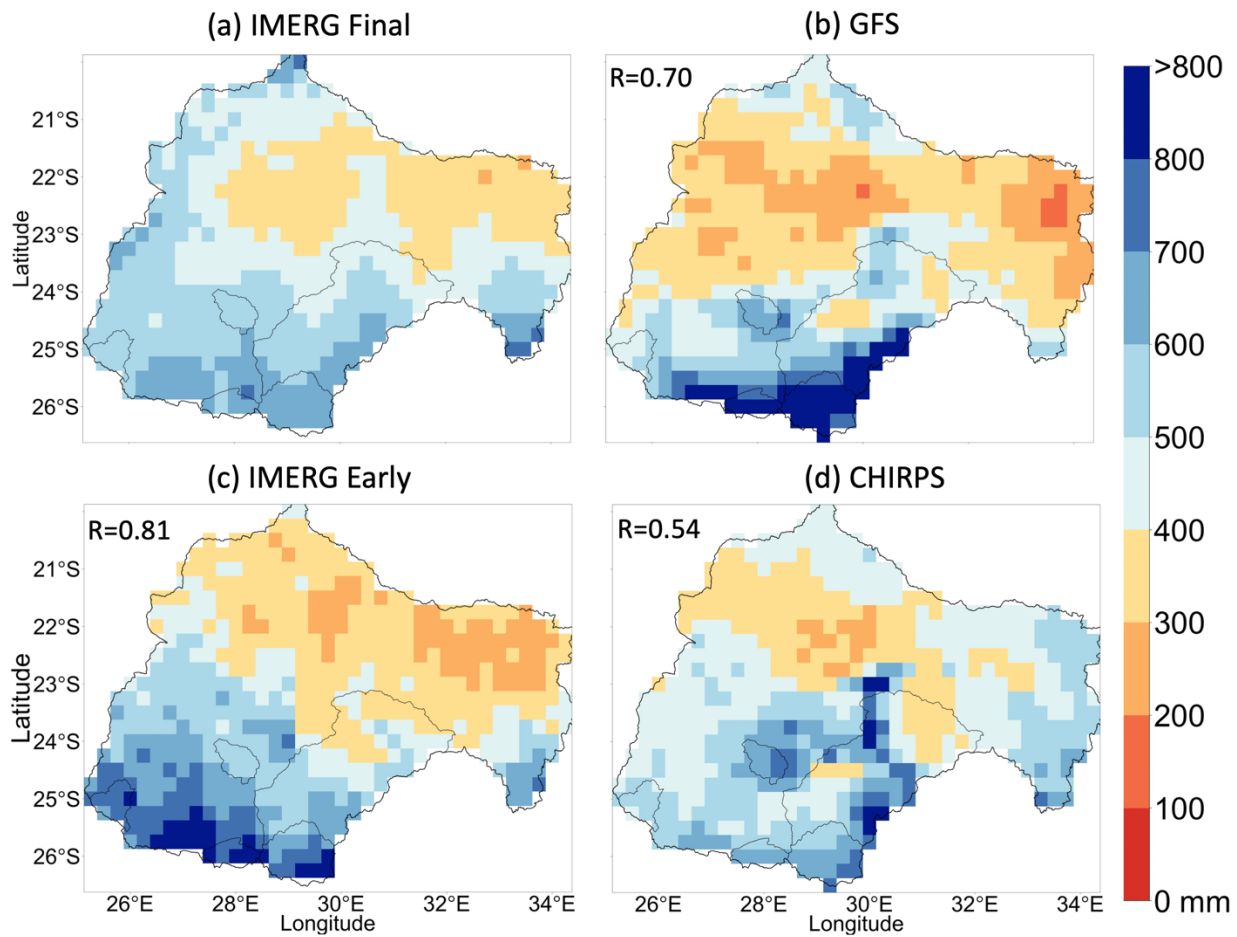 (a) IMERG Final
(b) GFS
R=0.70
21°S
22°S
23°S
24°S
25°S
26°S
Latitude
>800
800
700
600
500
400
300
200
100
0 mm
(c) IMERG Early
(d) CHIRPS
R=0.81
R=0.54
21°S
22°S
23°S
24°S
25°S
26°S
Latitude
26°E
28°E
30°E
32°E
34°E
Longitude
26°E
28°E
30°E
32°E
34°E
Longitude